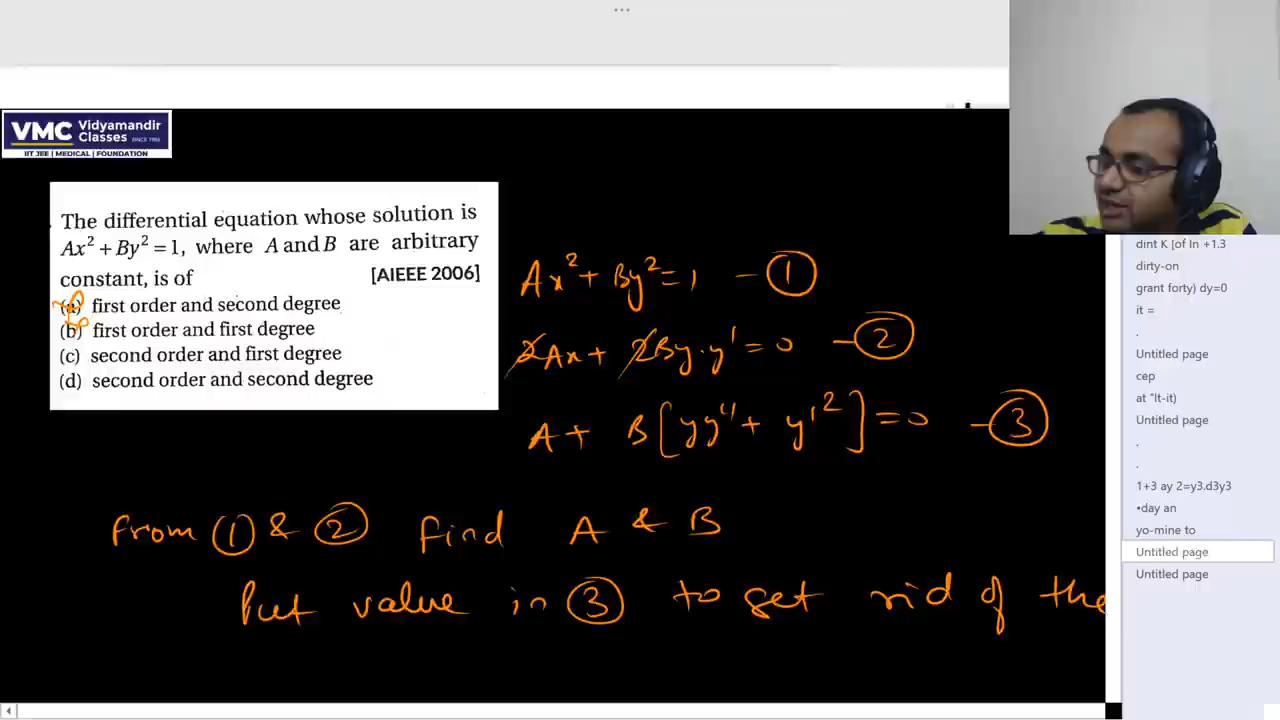 VMC Vidyamandir Classes SINCE 1986
IIT JEE | MEDICAL | FOUNDATION
The differential equation whose solution is
Ax² + By² = 1, where A and B are arbitrary
constant, is of [AIEEE 2006]
(a) first order and second degree
(b) first order and first degree
(c) second order and first degree
(d) second order and second degree
Ax² + By² = 1 — ①
2Ax + 2By·y' = 0 — ②
A + B[yy'' + y'²] = 0 — ③
From ① & ② find A & B
Put value in ③ to get rid of the
dint K [of In +1.3
dirty-on
grant forty) dy=0
it =
.
Untitled page
cep
at "lt-it)
Untitled page
.
.
1+3 ay 2=y3.d3y3
•day an
yo-mine to
Untitled page
Untitled page